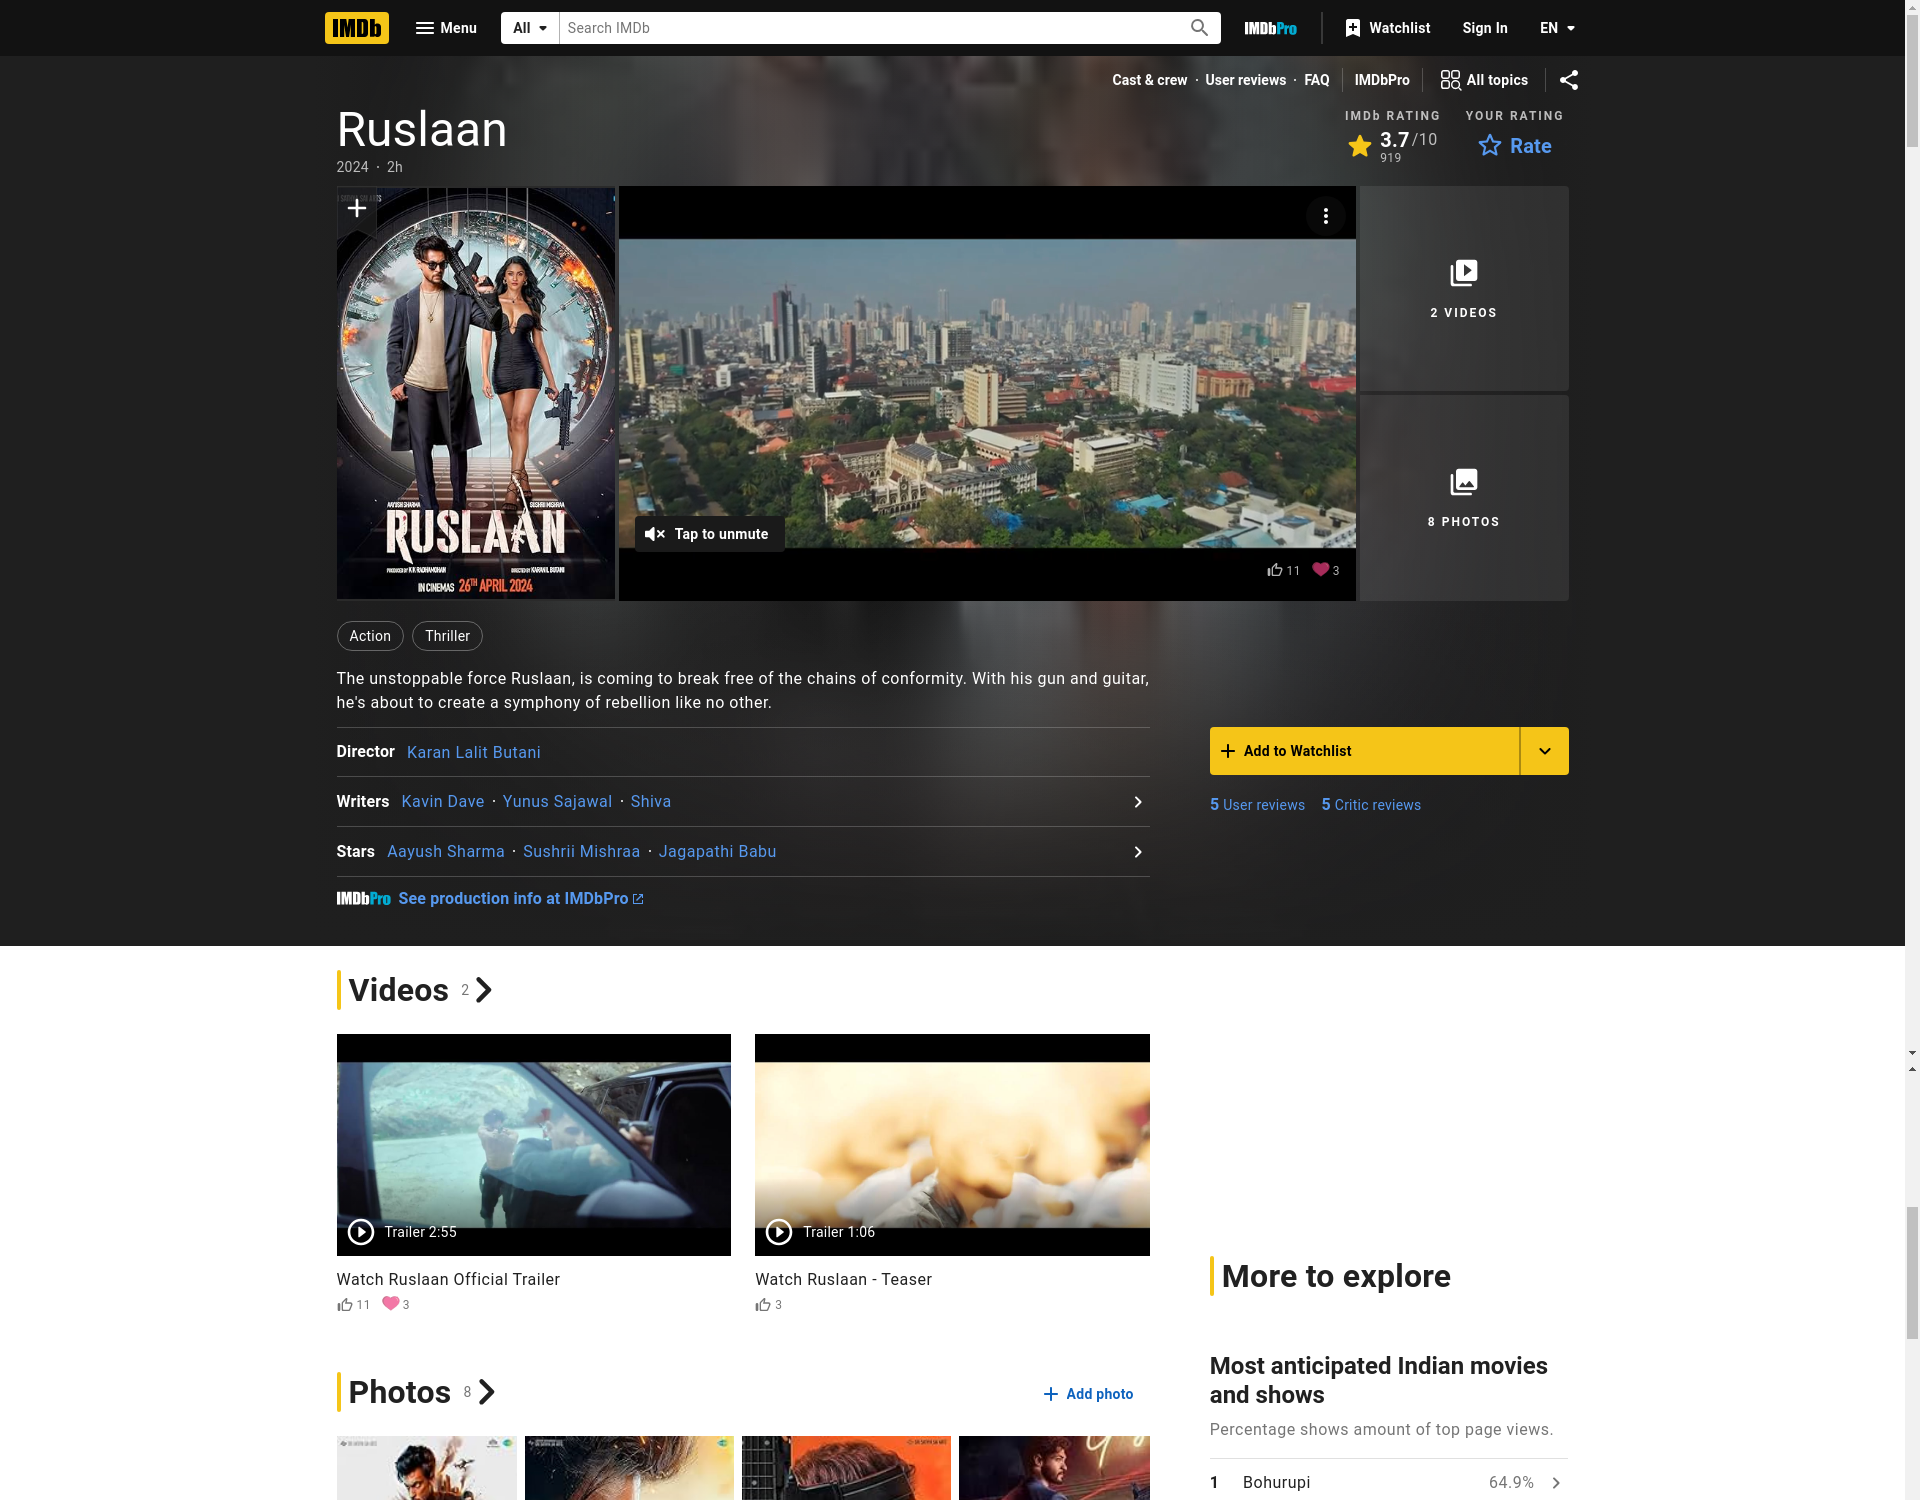 IMDb
Menu
All
Search IMDb
IMDbPro
Watchlist
Sign In
EN
Cast & crew · User reviews · FAQ
IMDbPro
All topics
Ruslaan
2024 · 2h
IMDb RATING
3.7/10
919
YOUR RATING
Rate
AAYUSH SHARMA
SUSHRII MISHRAA
RUSLAAN
PRODUCED BY K K RADHAMOHAN
DIRECTED BY KARAN L BUTANI
IN CINEMAS 26TH APRIL 2024
Tap to unmute
11
3
2 VIDEOS
8 PHOTOS
Action
Thriller
The unstoppable force Ruslaan, is coming to break free of the chains of conformity. With his gun and guitar,
he's about to create a symphony of rebellion like no other.
Director Karan Lalit Butani
Writers Kavin Dave · Yunus Sajawal · Shiva
Stars Aayush Sharma · Sushrii Mishraa · Jagapathi Babu
IMDbPro See production info at IMDbPro
Add to Watchlist
5 User reviews 5 Critic reviews
Videos 2
Trailer 2:55
Watch Ruslaan Official Trailer
11
3
Trailer 1:06
Watch Ruslaan - Teaser
3
Photos 8
Add photo
More to explore
Most anticipated Indian movies
and shows
Percentage shows amount of top page views.
1 Bohurupi 64.9%